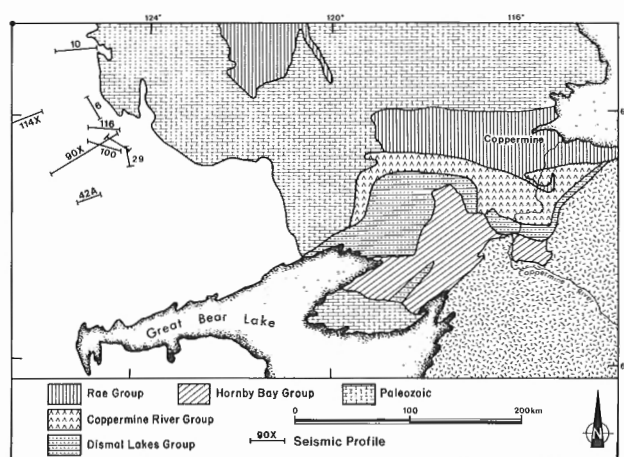 124° 120° 116°
10
6
114X
116
90X
100
29
42A
Coppermine
Coppermine
Great Bear Lake
Rae Group
Hornby Bay Group
Paleozoic
Coppermine River Group
Dismal Lakes Group
0 100 200km
90X Seismic Profile
N